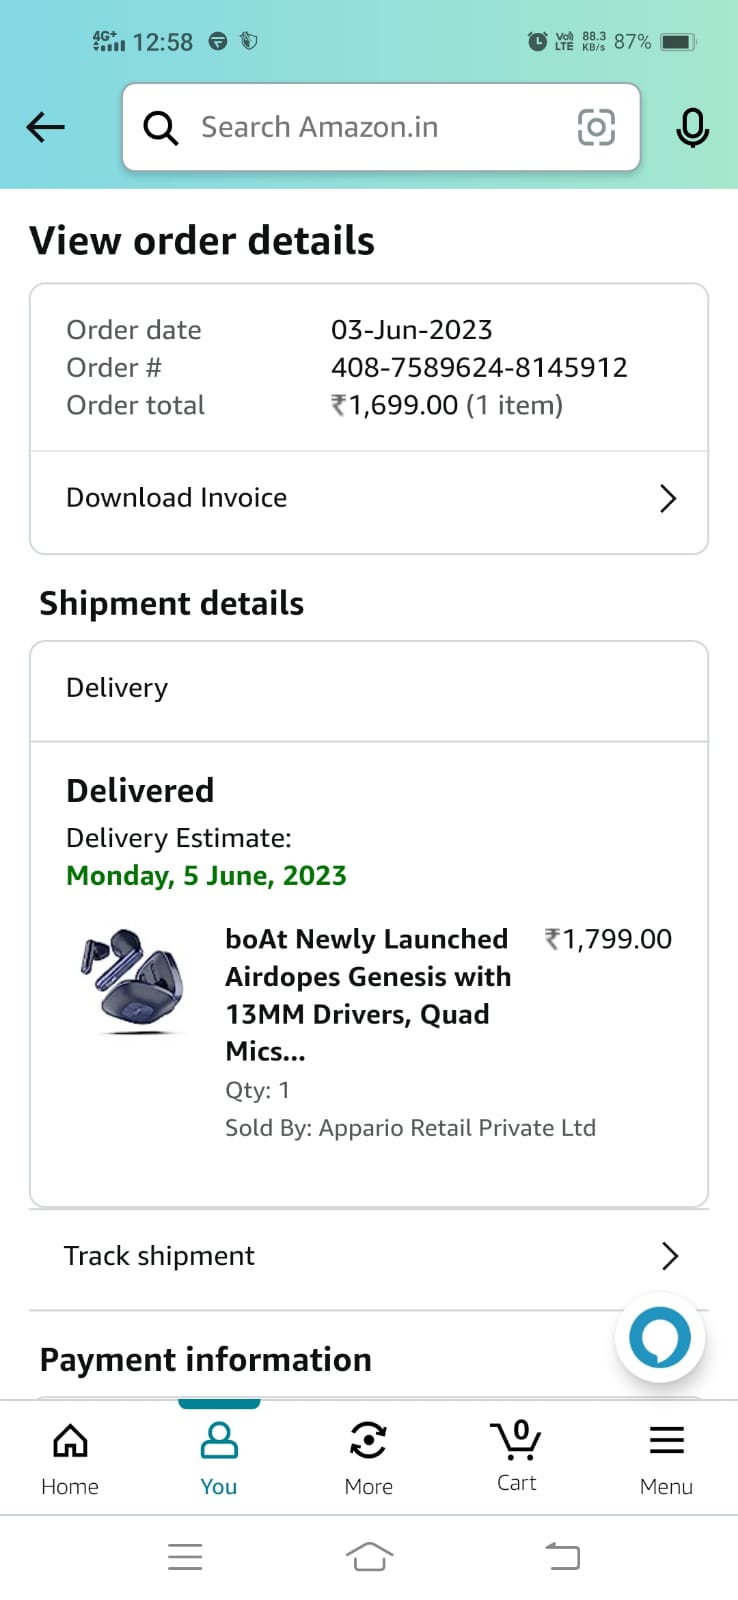 4G+ 12:58 Vo) LTE 88.3 KB/s 87%
Search Amazon.in
View order details
Order date 03-Jun-2023
Order # 408-7589624-8145912
Order total ₹1,699.00 (1 item)
Download Invoice
Shipment details
Delivery
Delivered
Delivery Estimate:
Monday, 5 June, 2023
boAt Newly Launched ₹1,799.00
Airdopes Genesis with
13MM Drivers, Quad
Mics...
Qty: 1
Sold By: Appario Retail Private Ltd
Track shipment
Payment information
0
Home You More Cart Menu